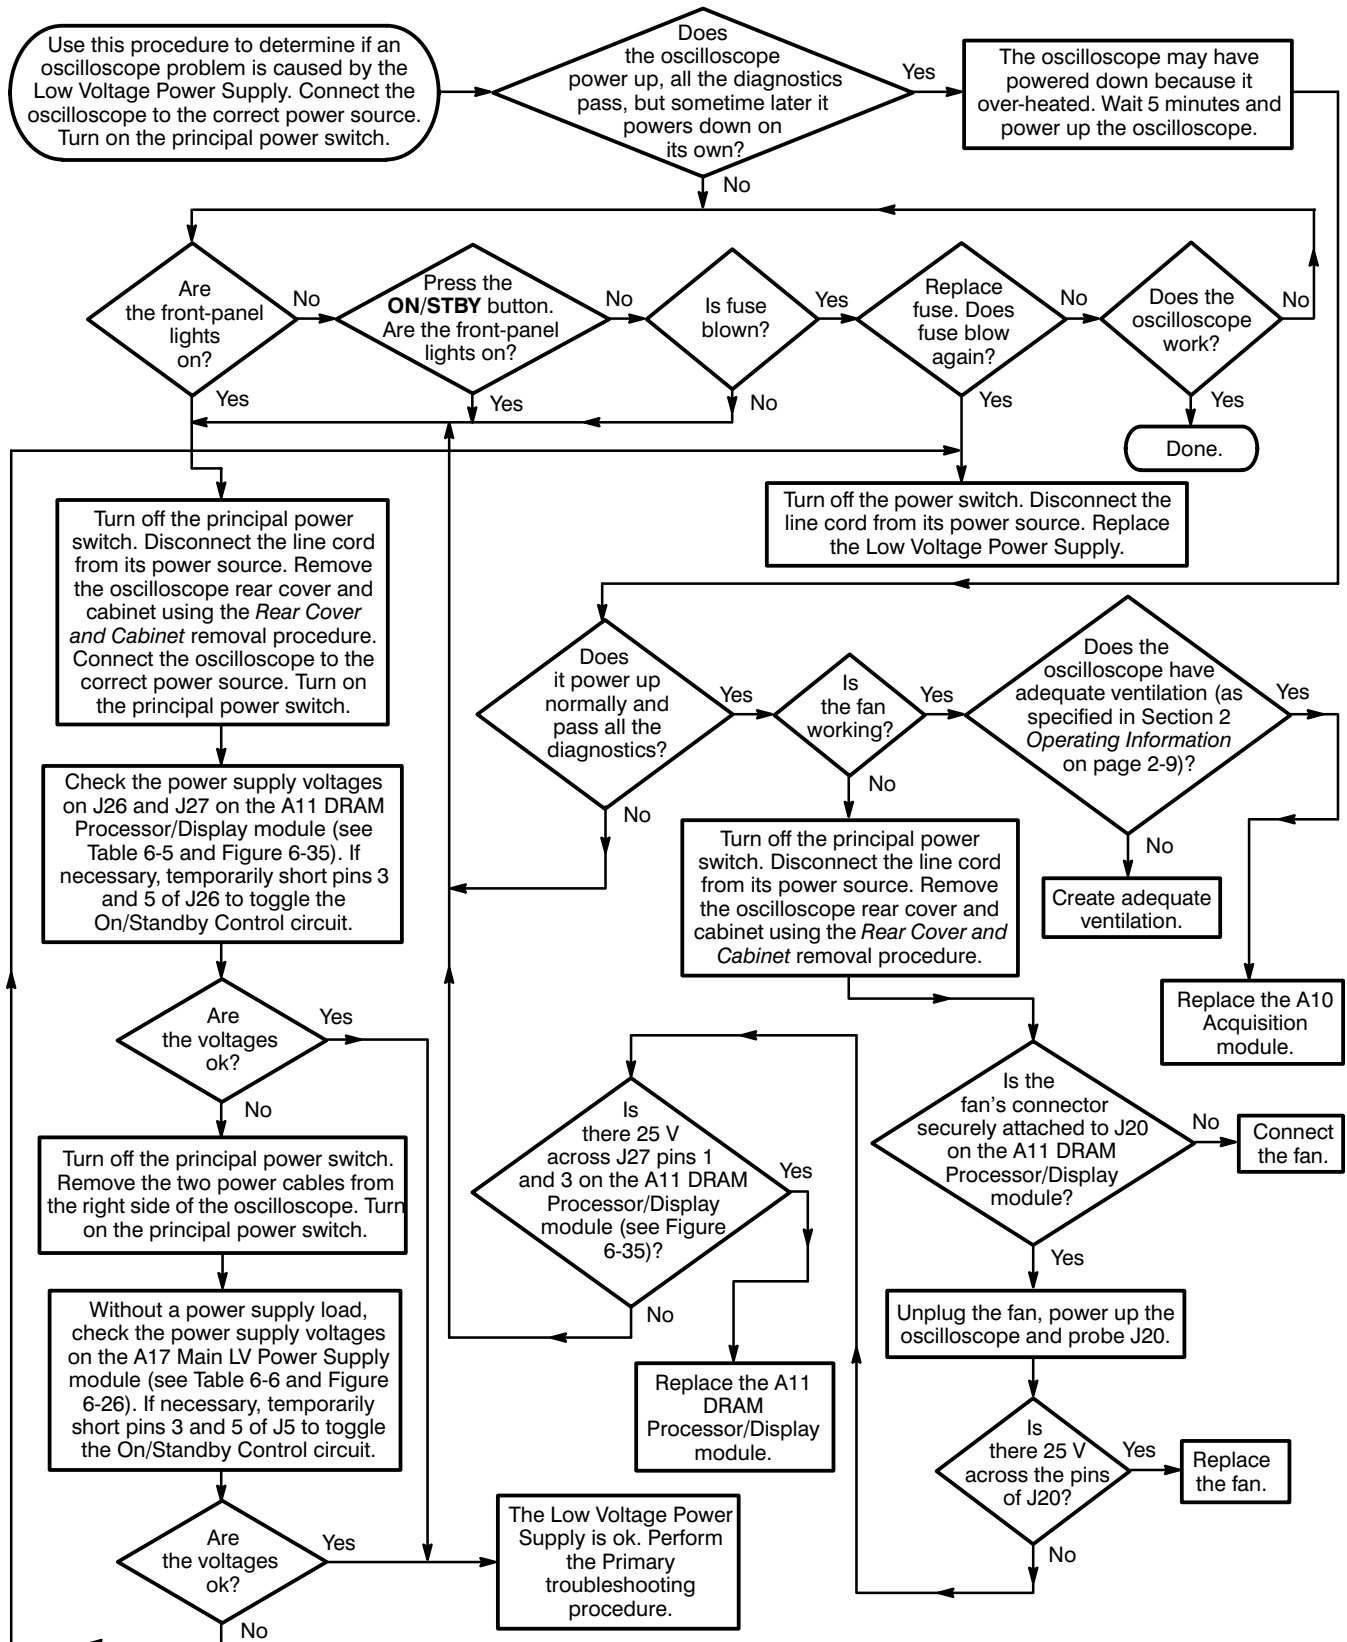 Use this procedure to determine if an
oscilloscope problem is caused by the
Low Voltage Power Supply. Connect the
oscilloscope to the correct power source.
Turn on the principal power switch.
Does
the oscilloscope
power up, all the diagnostics
pass, but sometime later it
powers down on
its own?
Yes
The oscilloscope may have
powered down because it
over-heated. Wait 5 minutes and
power up the oscilloscope.
No
Are
the front-panel
lights
on?
No
Press the
ON/STBY button.
Are the front-panel
lights on?
No
Is fuse
blown?
Yes
Replace
fuse. Does
fuse blow
again?
No
Does the
oscilloscope
work?
No
Yes
Yes
No
Yes
Yes
Done.
Turn off the power switch. Disconnect the
line cord from its power source. Replace
the Low Voltage Power Supply.
Turn off the principal power
switch. Disconnect the line cord
from its power source. Remove
the oscilloscope rear cover and
cabinet using the Rear Cover
and Cabinet removal procedure.
Connect the oscilloscope to the
correct power source. Turn on
the principal power switch.
Does
it power up
normally and
pass all the
diagnostics?
Yes
Is
the fan
working?
Yes
Does the
oscilloscope have
adequate ventilation (as
specified in Section 2
Operating Information
on page 2-9)?
Yes
No
No
No
Check the power supply voltages
on J26 and J27 on the A11 DRAM
Processor/Display module (see
Table 6-5 and Figure 6-35). If
necessary, temporarily short pins 3
and 5 of J26 to toggle the
On/Standby Control circuit.
Turn off the principal power
switch. Disconnect the line cord
from its power source. Remove
the oscilloscope rear cover and
cabinet using the Rear Cover and
Cabinet removal procedure.
Create adequate
ventilation.
Replace the A10
Acquisition
module.
Are
the voltages
ok?
Yes
No
Is
there 25 V
across J27 pins 1
and 3 on the A11 DRAM
Processor/Display
module (see Figure
6-35)?
Yes
No
Is the
fan's connector
securely attached to J20
on the A11 DRAM
Processor/Display
module?
No
Connect
the fan.
Yes
Turn off the principal power switch.
Remove the two power cables from
the right side of the oscilloscope. Turn
on the principal power switch.
Without a power supply load,
check the power supply voltages
on the A17 Main LV Power Supply
module (see Table 6-6 and Figure
6-26). If necessary, temporarily
short pins 3 and 5 of J5 to toggle
the On/Standby Control circuit.
Unplug the fan, power up the
oscilloscope and probe J20.
Replace the A11
DRAM
Processor/Display
module.
Is
there 25 V
across the pins
of J20?
Yes
Replace
the fan.
No
Are
the voltages
ok?
Yes
The Low Voltage Power
Supply is ok. Perform
the Primary
troubleshooting
procedure.
No